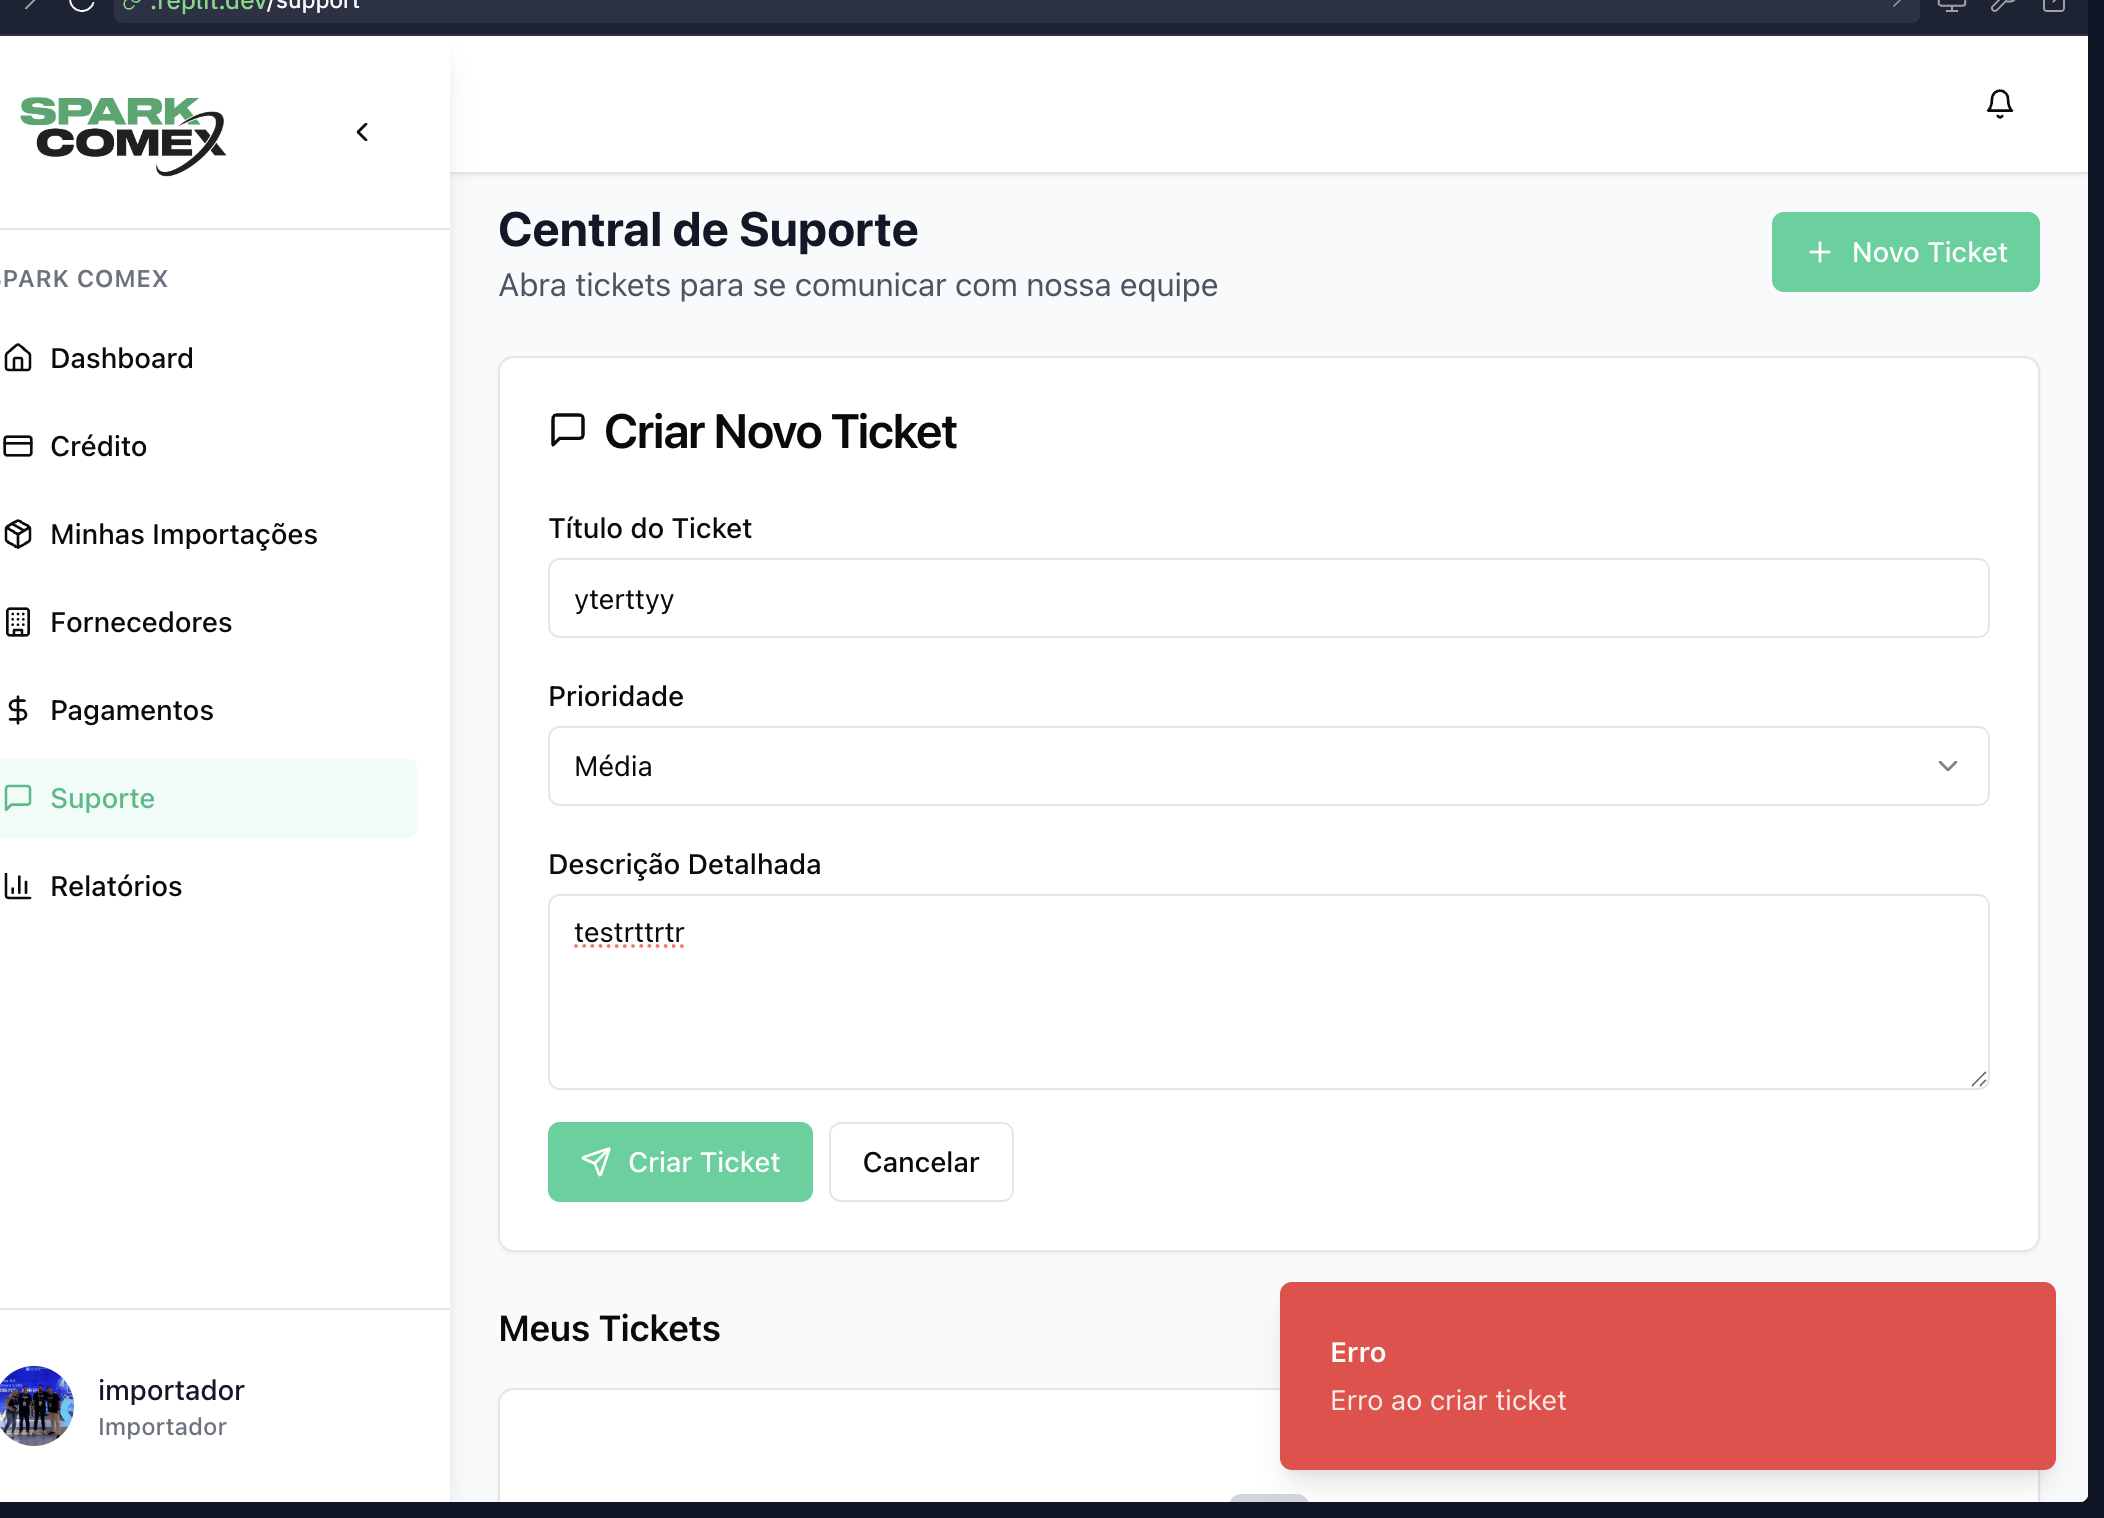 .replit.dev/support
SPARK
COMEX
PARK COMEX
Dashboard
Crédito
Minhas Importações
Fornecedores
Pagamentos
Suporte
Relatórios
importador
Importador
Central de Suporte
Abra tickets para se comunicar com nossa equipe
Novo Ticket
Criar Novo Ticket
Título do Ticket
yterttyy
Prioridade
Média
Descrição Detalhada
testrttrtr
Criar Ticket
Cancelar
Meus Tickets
Erro
Erro ao criar ticket